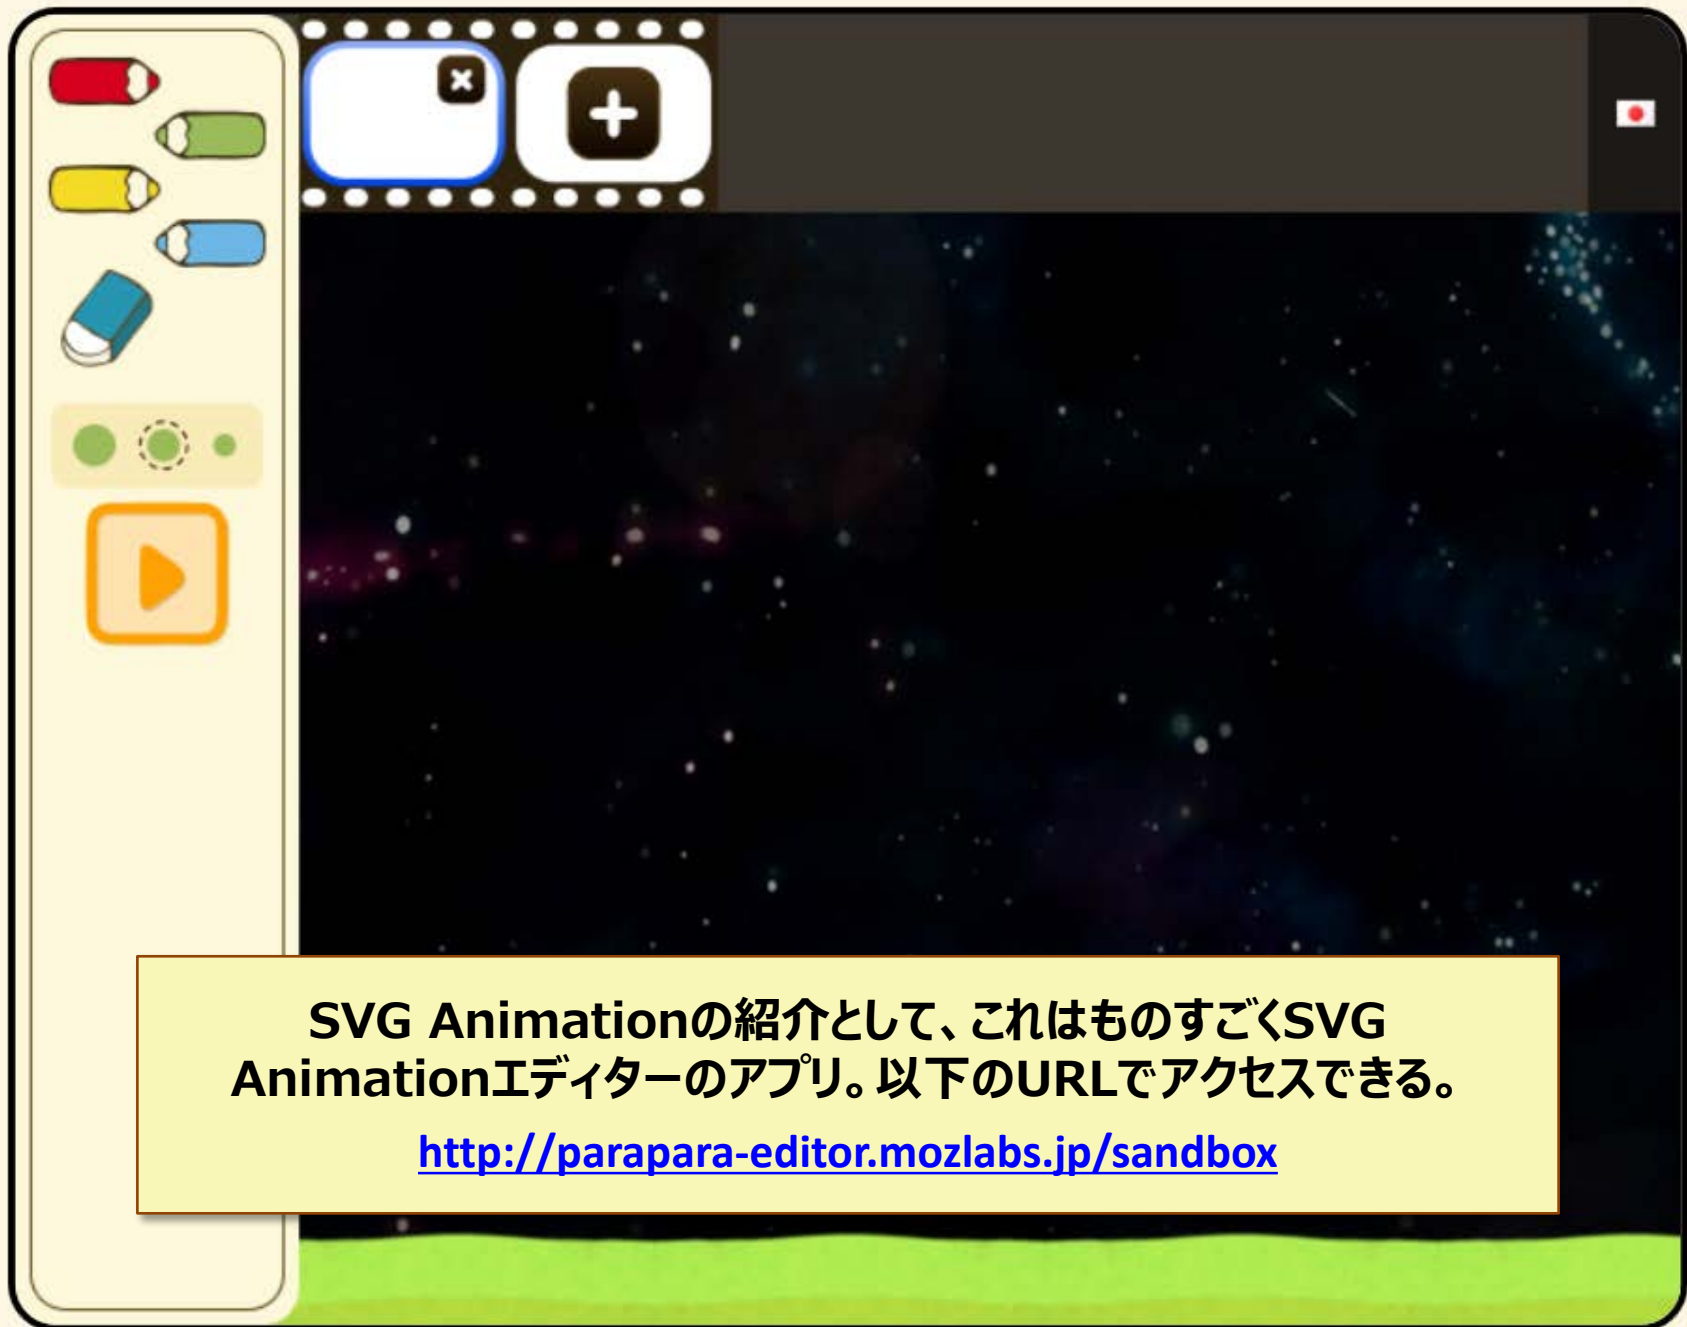 SVG Animationの紹介として、これはものすごくSVG
Animationエディターのアプリ。以下のURLでアクセスできる。
http://parapara-editor.mozlabs.jp/sandbox